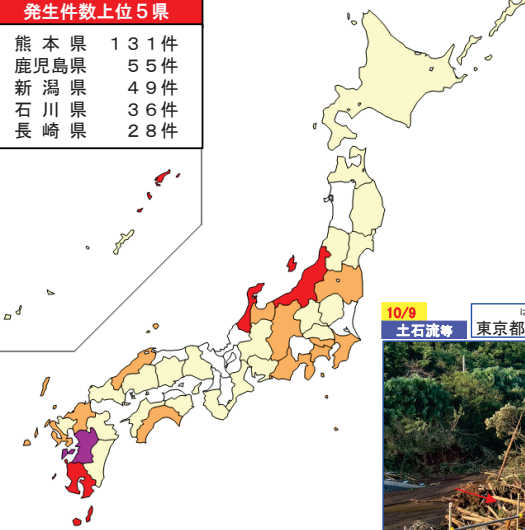 発生件数上位５県
熊本県 １３１件
鹿児島県 ５５件
新潟県 ４９件
石川県 ３６件
長崎県 ２８件
10/9
土石流等
東京都